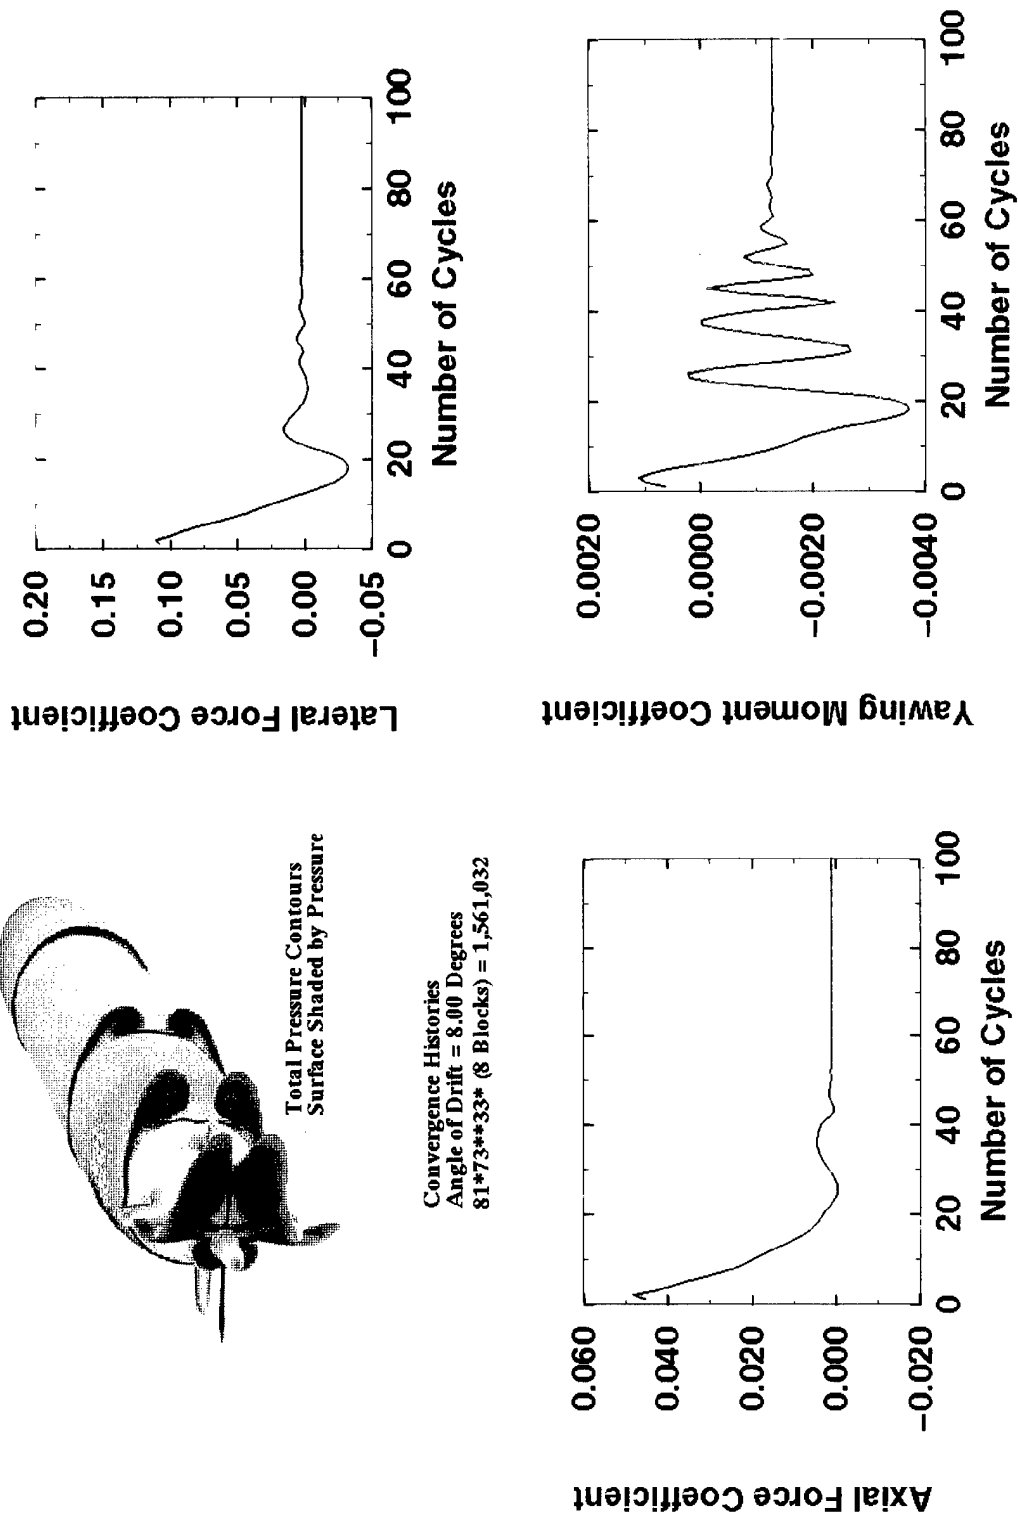 Total Pressure Contours
Surface Shaded by Pressure
Convergence Histories
Angle of Drift = 8.00 Degrees
81*73**33* (8 Blocks) = 1,561,032
Lateral Force Coefficient
0.20
0.15
0.10
0.05
0.00
−0.05
0 20 40 60 80 100
Number of Cycles
Axial Force Coefficient
0.060
0.040
0.020
0.000
−0.020
0 20 40 60 80 100
Number of Cycles
Yawing Moment Coefficient
0.0020
0.0000
−0.0020
−0.0040
0 20 40 60 80 100
Number of Cycles